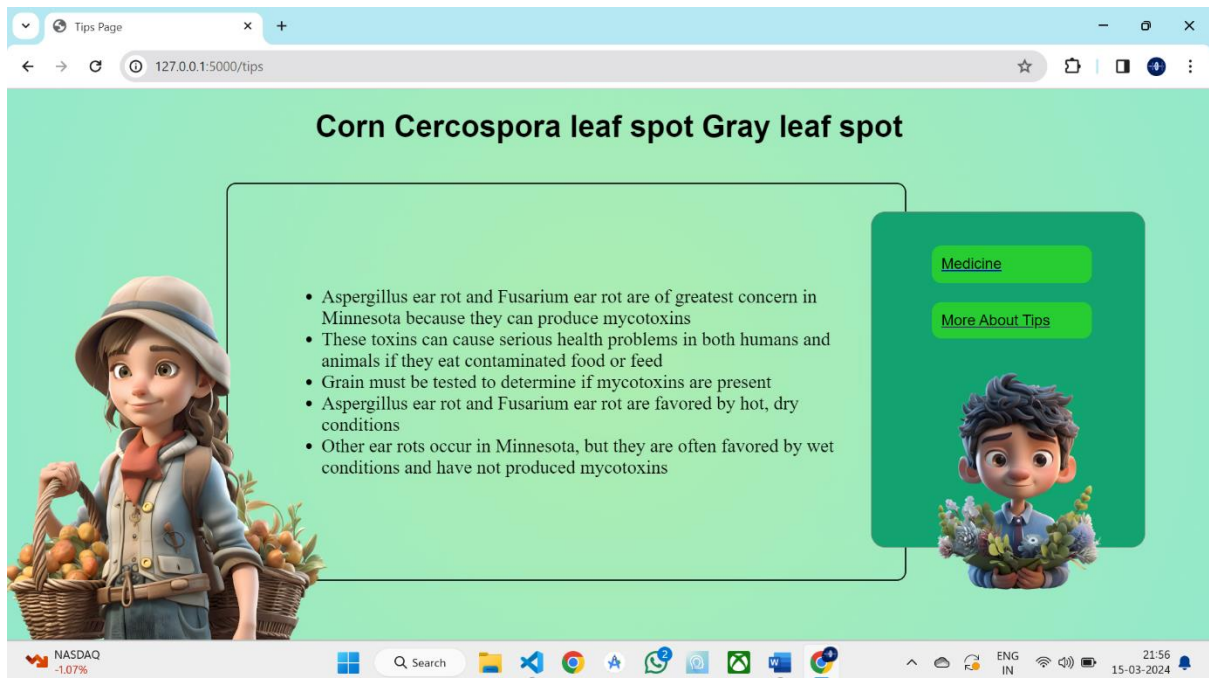 Tips Page
127.0.0.1:5000/tips
Corn Cercospora leaf spot Gray leaf spot
• Aspergillus ear rot and Fusarium ear rot are of greatest concern in
Minnesota because they can produce mycotoxins
• These toxins can cause serious health problems in both humans and
animals if they eat contaminated food or feed
• Grain must be tested to determine if mycotoxins are present
• Aspergillus ear rot and Fusarium ear rot are favored by hot, dry
conditions
• Other ear rots occur in Minnesota, but they are often favored by wet
conditions and have not produced mycotoxins
Medicine
More About Tips
NASDAQ
-1.07%
Search
2
ENG
IN
21:56
15-03-2024